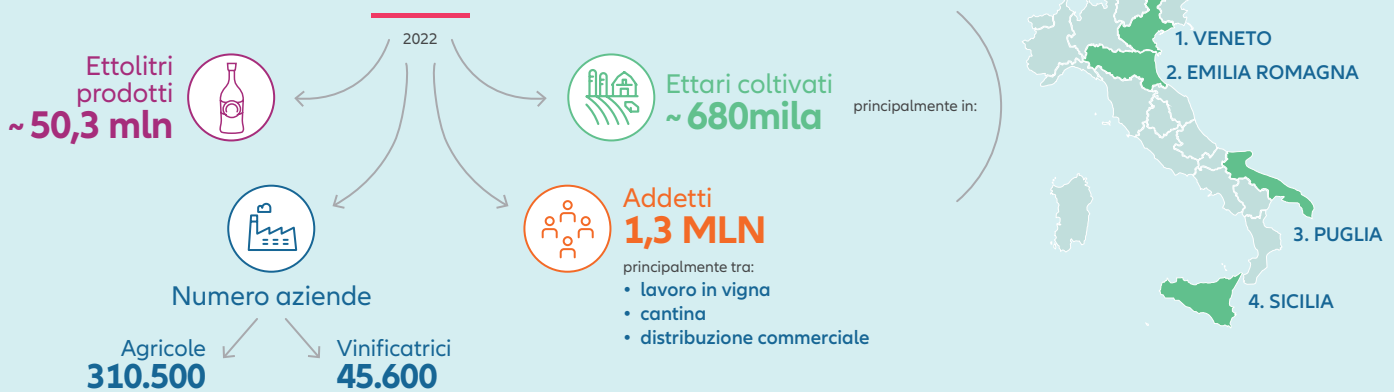 2022
Ettolitri
prodotti
~ 50,3 mln
Ettari coltivati
~ 680mila
principalmente in:
1. VENETO
2. EMILIA ROMAGNA
3. PUGLIA
4. SICILIA
Numero aziende
Agricole
310.500
Vinificatrici
45.600
Addetti
1,3 MLN
principalmente tra:
• lavoro in vigna
• cantina
• distribuzione commerciale